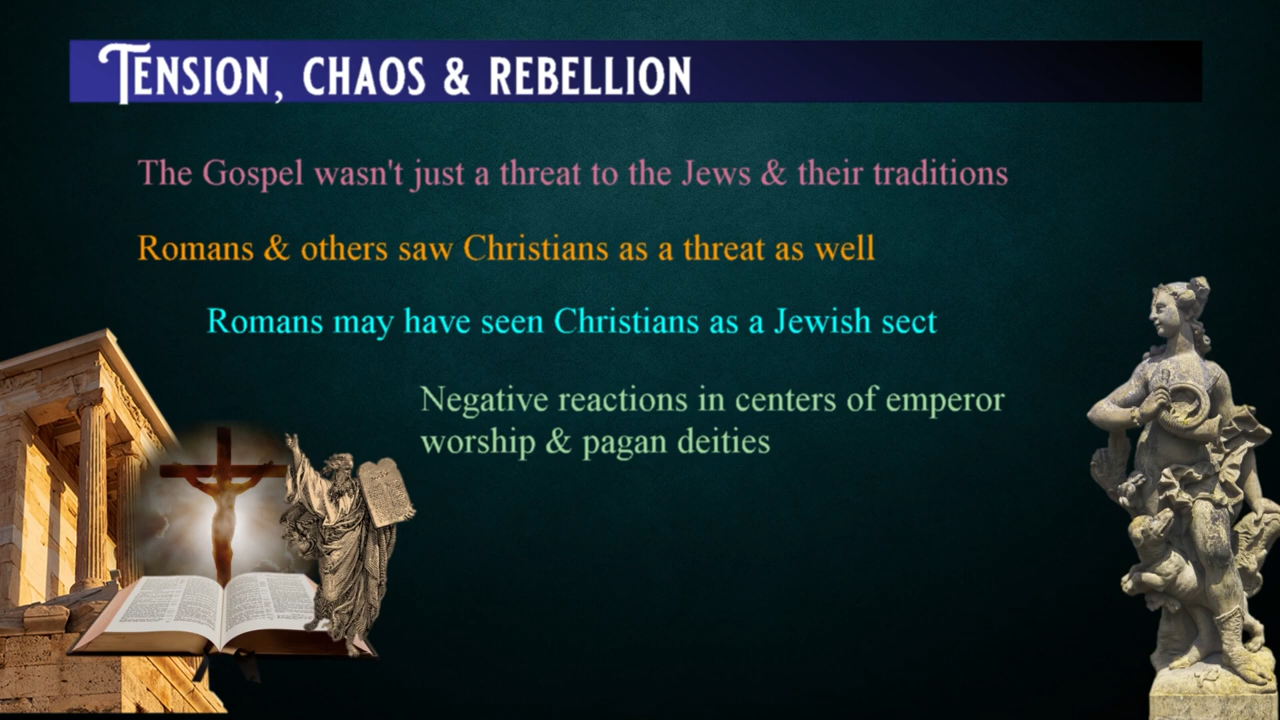 Tension, chaos & Rebellion
The Gospel wasn't just a threat to the Jews & their traditions
Romans & others saw Christians as a threat as well
Romans may have seen Christians as a Jewish sect
Negative reactions in centers of emperor
worship & pagan deities